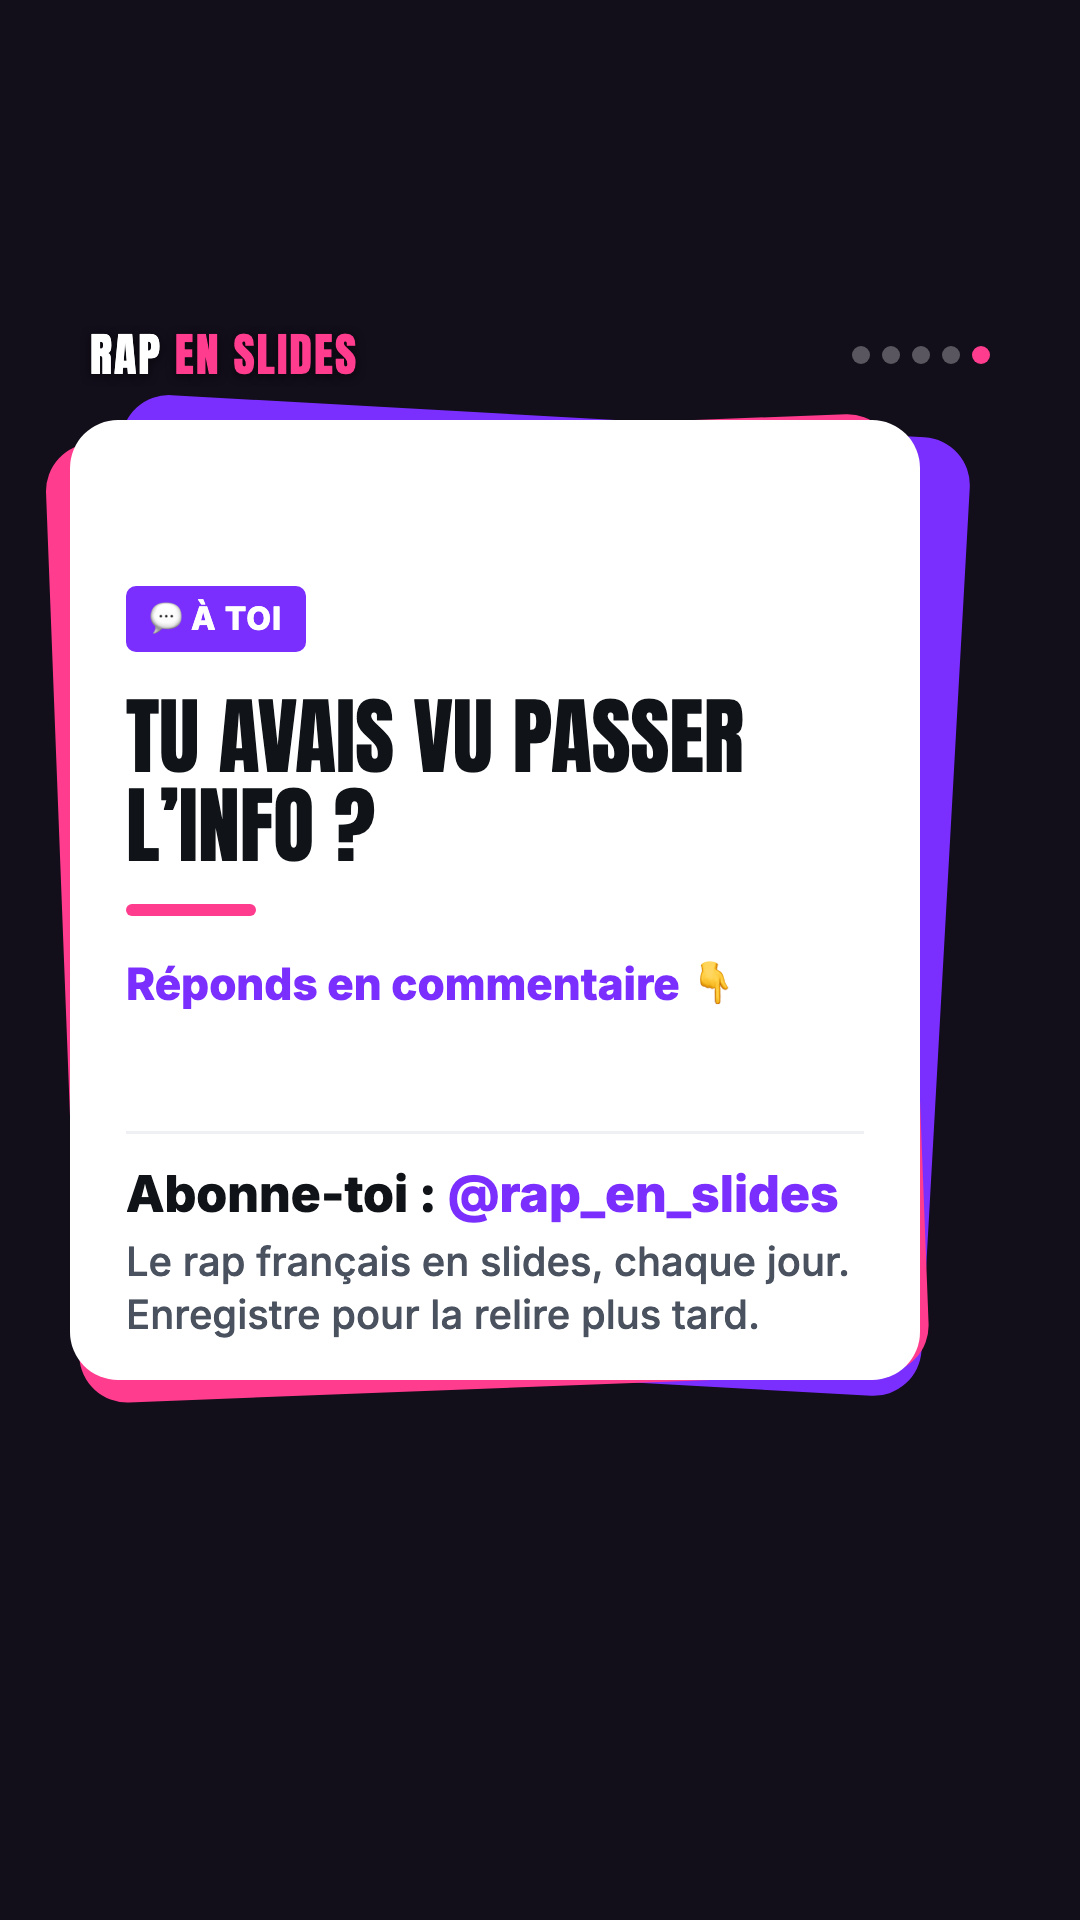 RAP EN SLIDES
💬 À TOI
TU AVAIS VU PASSER
L’INFO ?
Réponds en commentaire 👇
Abonne-toi : @rap_en_slides
Le rap français en slides, chaque jour.
Enregistre pour la relire plus tard.